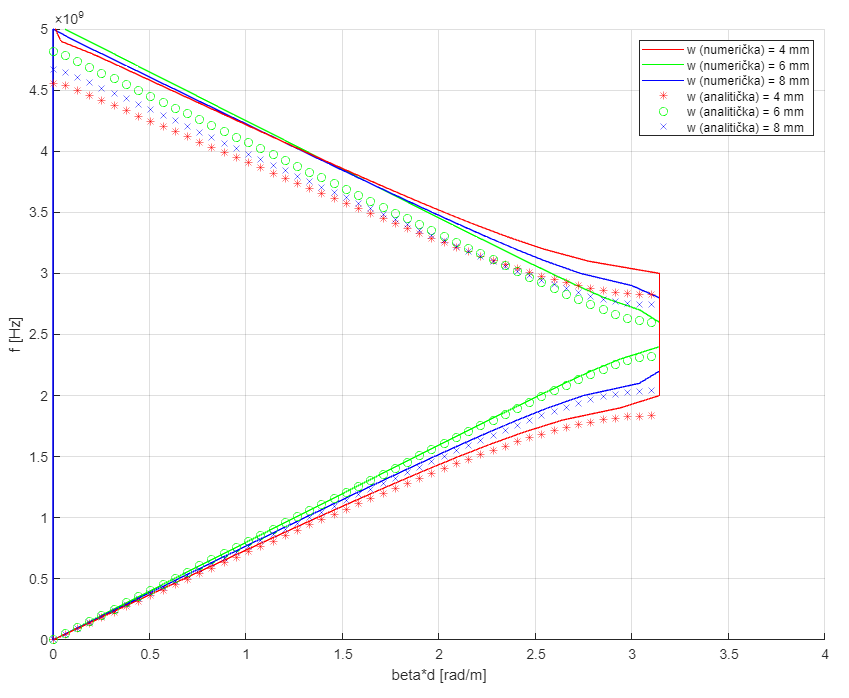 ×10⁹
5
4.5
4
3.5
3
2.5
2
1.5
1
0.5
0
f [Hz]
w (numerička) = 4 mm
w (numerička) = 6 mm
w (numerička) = 8 mm
w (analitička) = 4 mm
w (analitička) = 6 mm
w (analitička) = 8 mm
0 0.5 1 1.5 2 2.5 3 3.5 4
beta*d [rad/m]